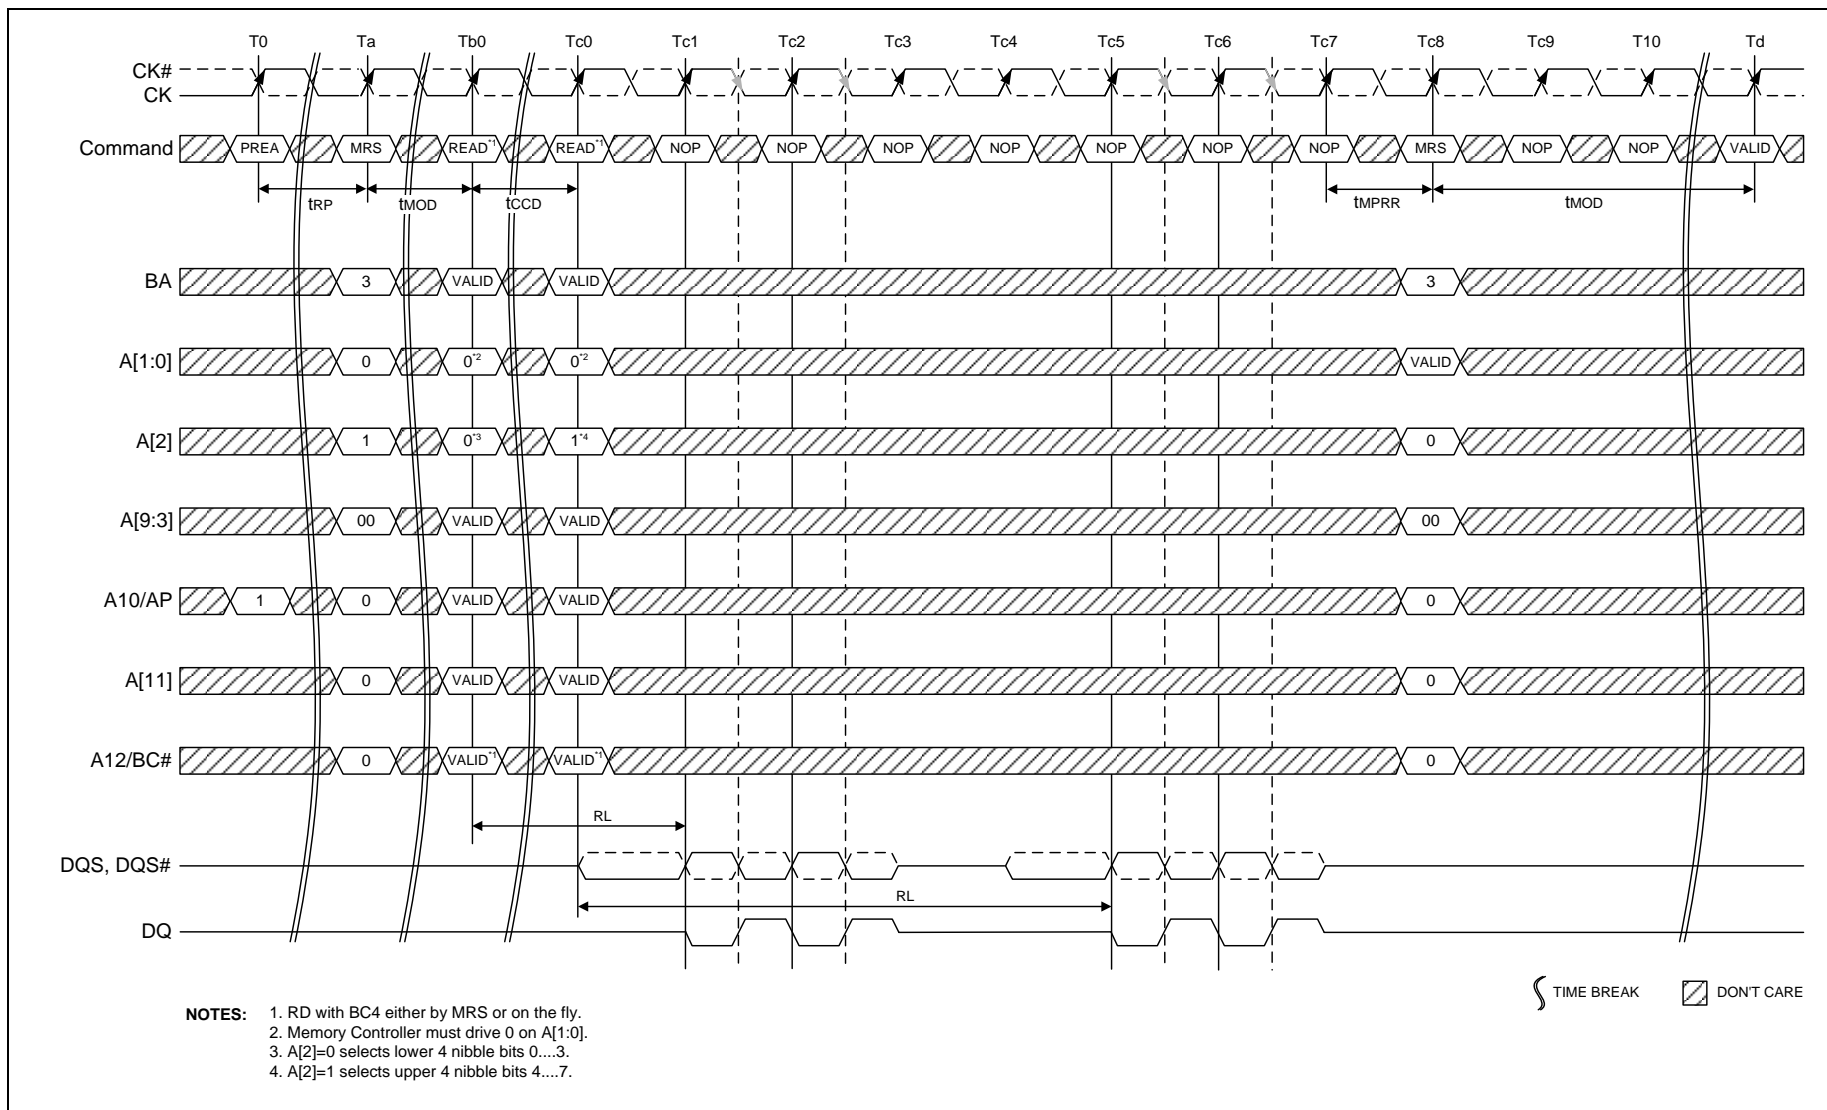 T0 Ta Tb0 Tc0 Tc1 Tc2 Tc3 Tc4 Tc5 Tc6 Tc7 Tc8 Tc9 T10 Td
CK#
CK
Command PREA MRS READ*1 READ*1 NOP NOP NOP NOP NOP NOP NOP MRS NOP NOP VALID
tRP tMOD tCCD tMPRR tMOD
BA 3 VALID VALID 3
A[1:0] 0 0*2 0*2 VALID
A[2] 1 0*3 1*4 0
A[9:3] 00 VALID VALID 00
A10/AP 1 0 VALID VALID 0
A[11] 0 VALID VALID 0
A12/BC# 0 VALID*1 VALID*1 0
RL
DQS, DQS#
RL
DQ
TIME BREAK DON'T CARE
NOTES: 1. RD with BC4 either by MRS or on the fly.
2. Memory Controller must drive 0 on A[1:0].
3. A[2]=0 selects lower 4 nibble bits 0....3.
4. A[2]=1 selects upper 4 nibble bits 4....7.